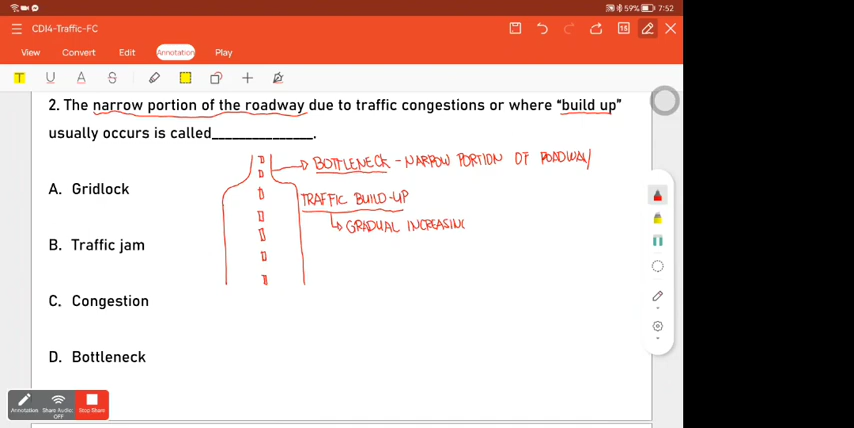 59% 7:52
CDI4-Traffic-FC
15
View Convert Edit Annotation Play
T U A S
2. The narrow portion of the roadway due to traffic congestions or where “build up”
usually occurs is called_______________.
BOTTLENECK - NARROW PORTION OF ROADWAY
A. Gridlock
TRAFFIC BUILD-UP
GRADUAL INCREASING
B. Traffic jam
C. Congestion
D. Bottleneck
Annotation Share Audio: OFF Stop Share